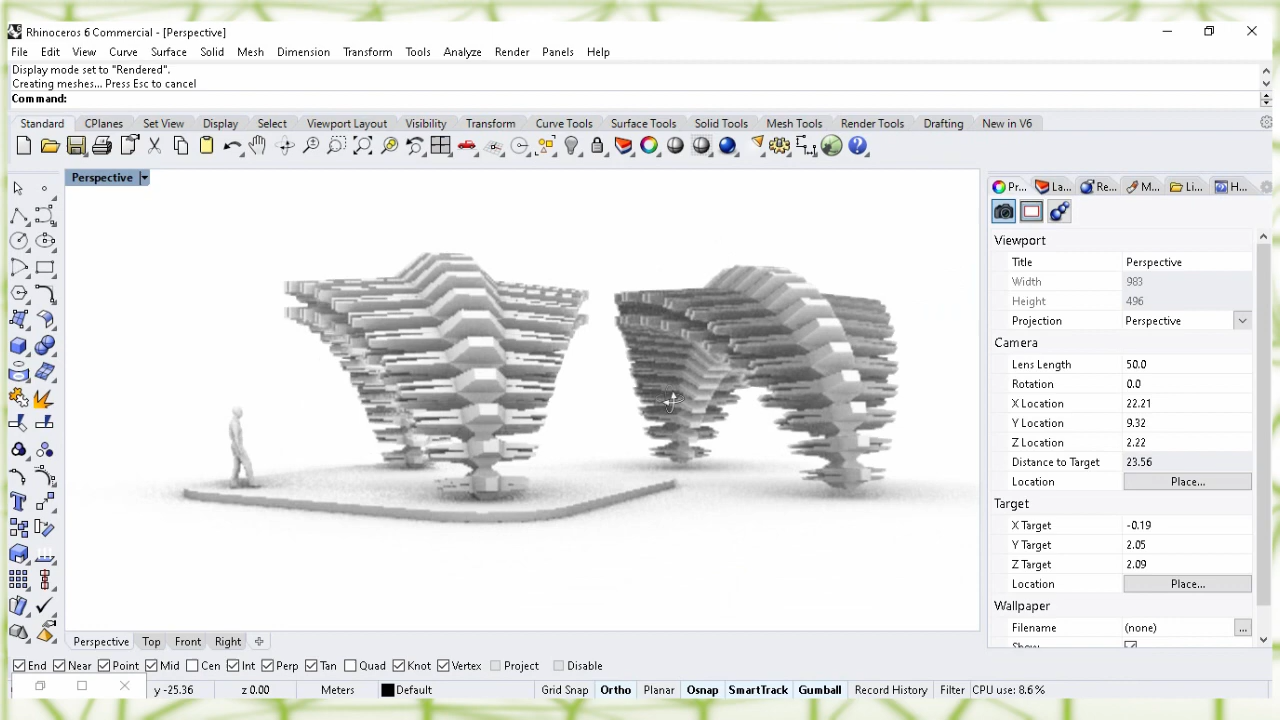 Rhinoceros 6 Commercial - [Perspective]
File Edit View Curve Surface Solid Mesh Dimension Transform Tools Analyze Render Panels Help
Display mode set to "Rendered".
Creating meshes... Press Esc to cancel
Command:
Standard CPlanes Set View Display Select Viewport Layout Visibility Transform Curve Tools Surface Tools Solid Tools Mesh Tools Render Tools Drafting New in V6
Perspective
Pr... La... Re... M... Li... H...
Viewport
Title Perspective
Width 983
Height 496
Projection Perspective
Camera
Lens Length 50.0
Rotation 0.0
X Location 22.21
Y Location 9.32
Z Location 2.22
Distance to Target 23.56
Location Place...
Target
X Target -0.19
Y Target 2.05
Z Target 2.09
Location Place...
Wallpaper
Filename (none) ...
Perspective Top Front Right
End Near Point Mid Cen Int Perp Tan Quad Knot Vertex Project Disable
y -25.36 z 0.00 Meters Default Grid Snap Ortho Planar Osnap SmartTrack Gumball Record History Filter CPU use: 8.6 %